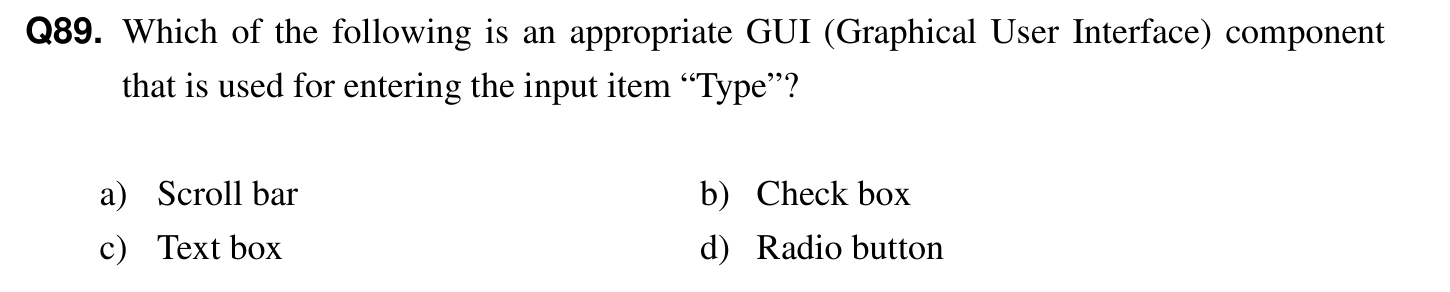 Q89. Which of the following is an appropriate GUI (Graphical User Interface) component
that is used for entering the input item “Type”?
a) Scroll bar b) Check box
c) Text box d) Radio button